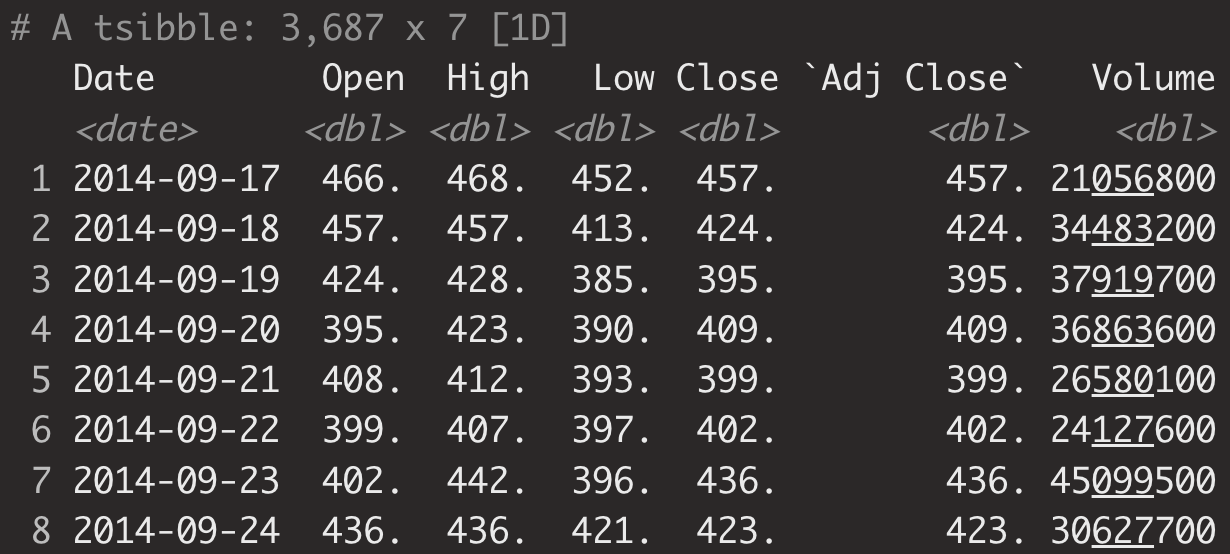 # A tsibble: 3,687 x 7 [1D]
Date Open High Low Close `Adj Close` Volume
<date> <dbl> <dbl> <dbl> <dbl> <dbl> <dbl>
1 2014-09-17 466. 468. 452. 457. 457. 21056800
2 2014-09-18 457. 457. 413. 424. 424. 34483200
3 2014-09-19 424. 428. 385. 395. 395. 37919700
4 2014-09-20 395. 423. 390. 409. 409. 36863600
5 2014-09-21 408. 412. 393. 399. 399. 26580100
6 2014-09-22 399. 407. 397. 402. 402. 24127600
7 2014-09-23 402. 442. 396. 436. 436. 45099500
8 2014-09-24 436. 436. 421. 423. 423. 30627700